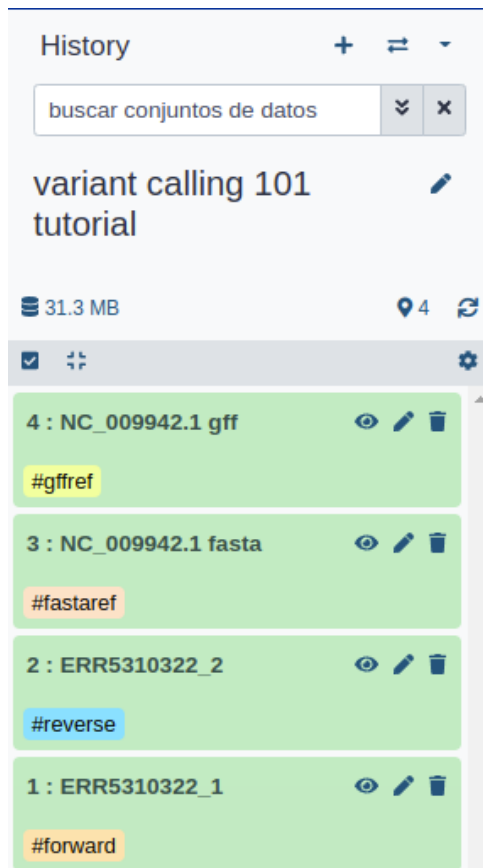 History
buscar conjuntos de datos
variant calling 101
tutorial
31.3 MB
4
4 : NC_009942.1 gff
#gffref
3 : NC_009942.1 fasta
#fastaref
2 : ERR5310322_2
#reverse
1 : ERR5310322_1
#forward